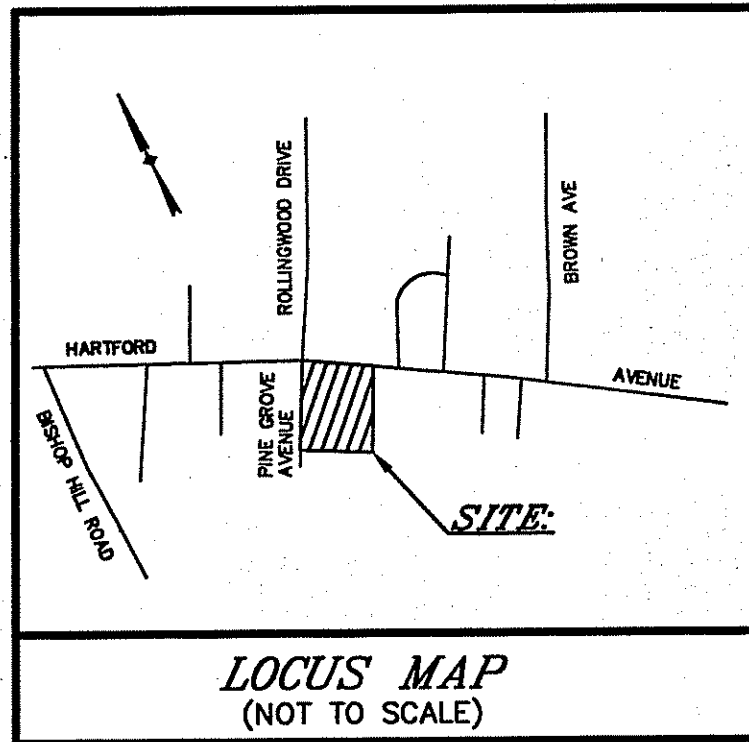 ROLLINGWOOD DRIVE
BROWN AVE
HARTFORD
AVENUE
PINE GROVE
AVENUE
BISHOP HILL ROAD
SITE:
LOCUS MAP
(NOT TO SCALE)